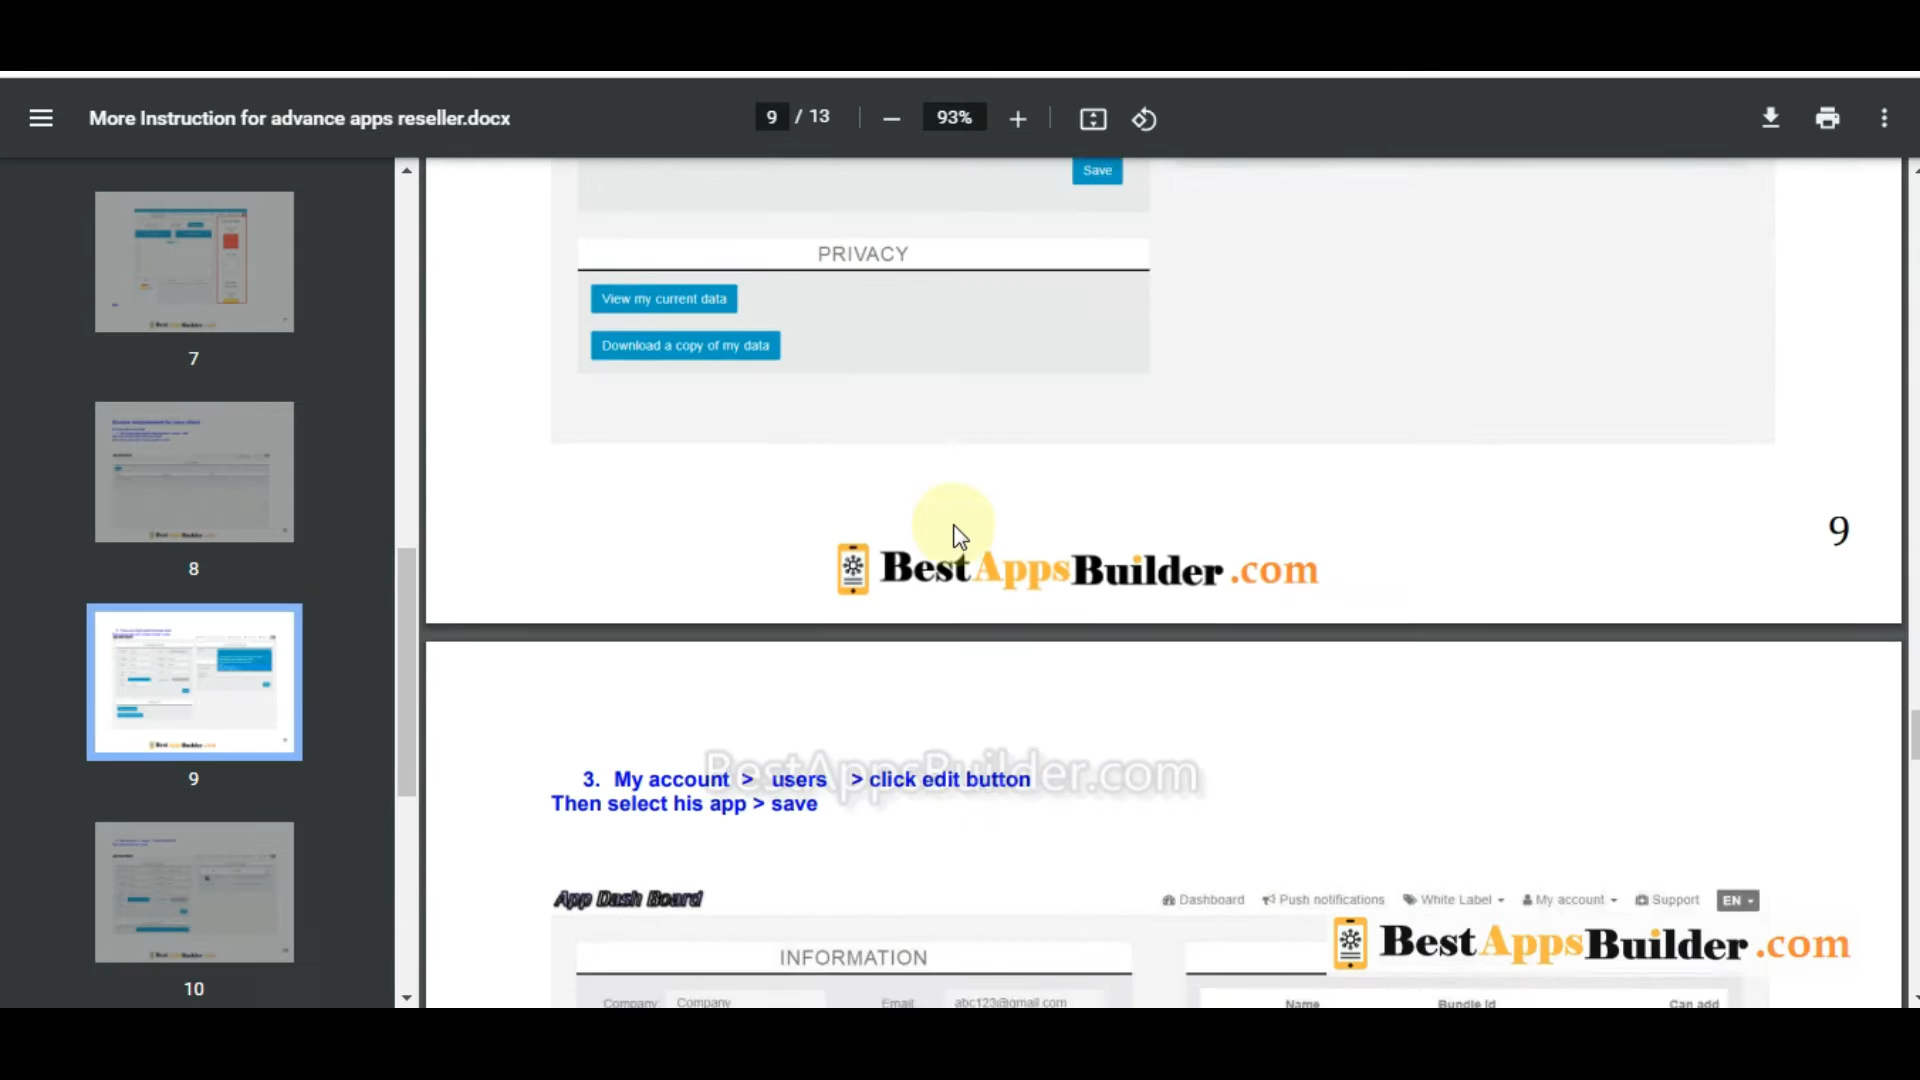 More Instruction for advance apps reseller.docx
9 / 13
93%
7
8
9
10
Save
PRIVACY
View my current data
Download a copy of my data
BestAppsBuilder.com
9
BestAppsBuilder.com
3. My account > users > click edit button
Then select his app > save
App Dash Board
Dashboard Push notifications White Label My account Support EN
BestAppsBuilder.com
INFORMATION
Company: Company Email: abc123@gmail.com
Name Bundle Id Can add